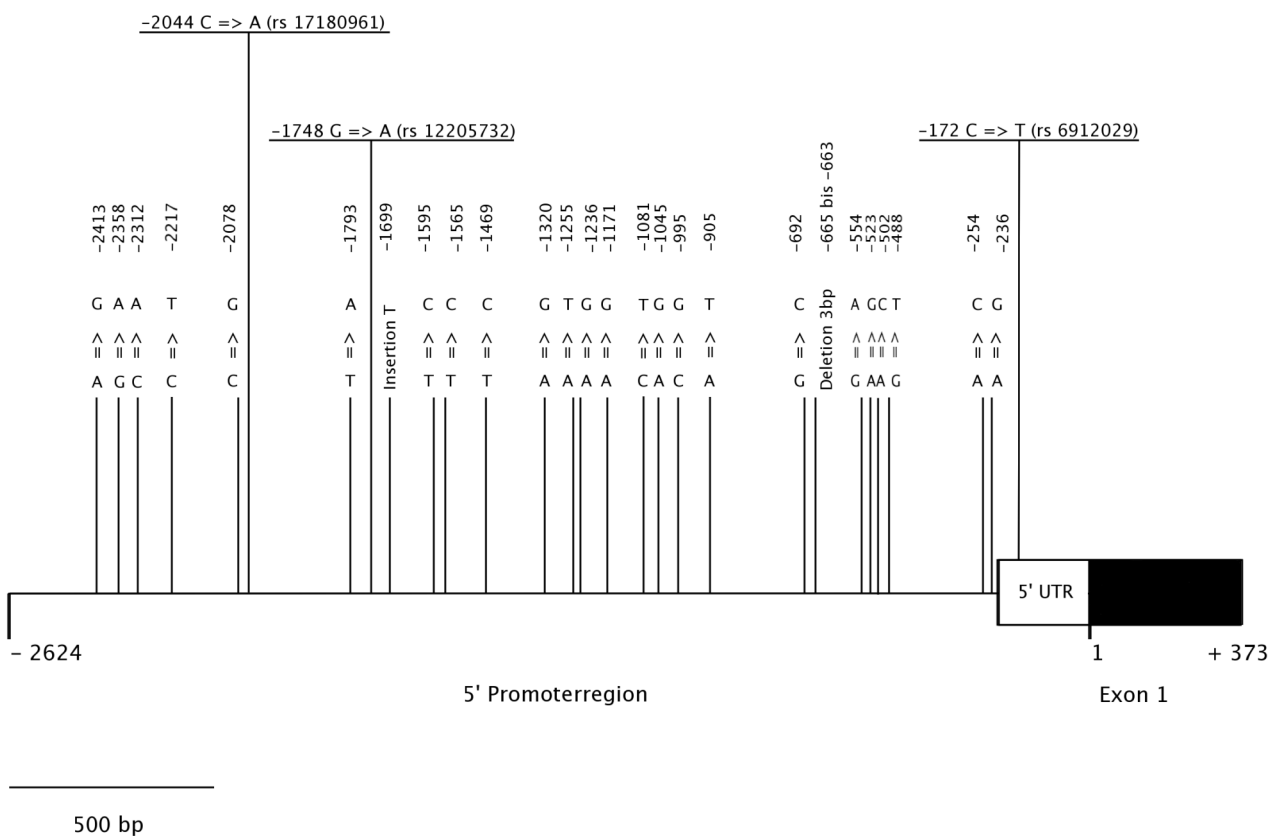 -2044 C => A (rs 17180961)
-1748 G => A (rs 12205732)
-172 C => T (rs 6912029)
-2413
-2358
-2312
-2217
-2078
-1793
-1699
-1595
-1565
-1469
-1320
-1255
-1236
-1171
-1081
-1045
-995
-905
-692
-665 bis -663
-554
-523
-502
-488
-254
-236
G => A
A => G
A => C
T => C
G => C
A => T
Insertion T
C => T
C => T
C => T
G => A
T => A
G => A
G => A
T => C
G => A
G => C
T => A
C => G
Deletion 3bp
A => G
G => A
C => A
T => G
C => A
G => A
5' UTR
- 2624
1
+ 373
5' Promoterregion
Exon 1
500 bp